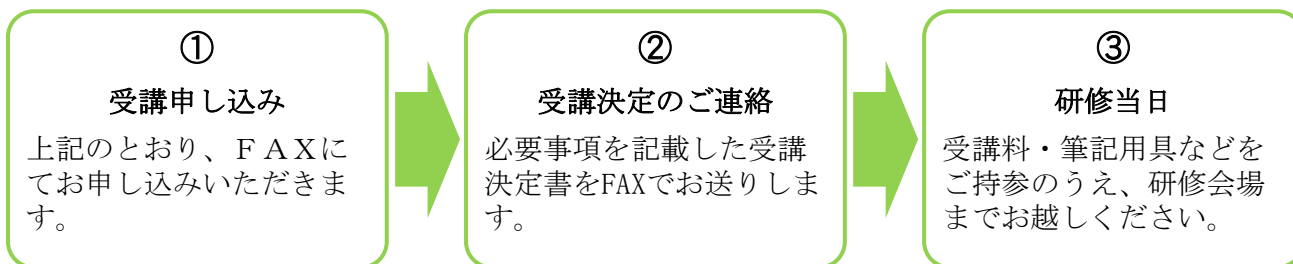 ①
受講申し込み
上記のとおり、ＦＡＸに
てお申し込みいただきま
す。
②
受講決定のご連絡
必要事項を記載した受講
決定書をFAXでお送りしま
す。
③
研修当日
受講料・筆記用具などを
ご持参のうえ、研修会場
までお越しください。